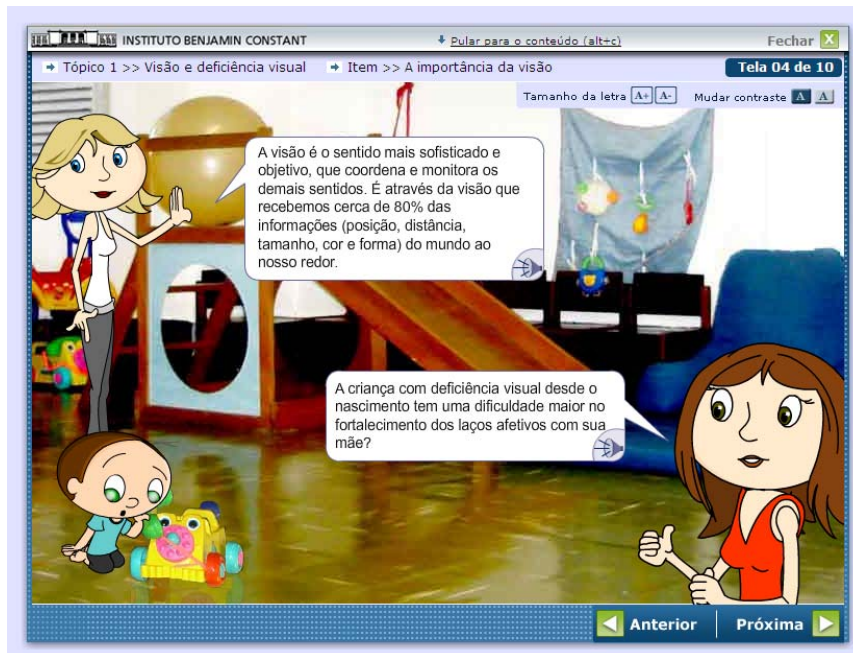 INSTITUTO BENJAMIN CONSTANT
Pular para o conteúdo (alt+c)
Fechar X
Tópico 1 >> Visão e deficiência visual
Item >> A importância da visão
Tela 04 de 10
Tamanho da letra A+ A-
Mudar contraste A A
A visão é o sentido mais sofisticado e
objetivo, que coordena e monitora os
demais sentidos. É através da visão que
recebemos cerca de 80% das
informações (posição, distância,
tamanho, cor e forma) do mundo ao
nosso redor.
A criança com deficiência visual desde o
nascimento tem uma dificuldade maior no
fortalecimento dos laços afetivos com sua
mãe?
Anterior
Próxima